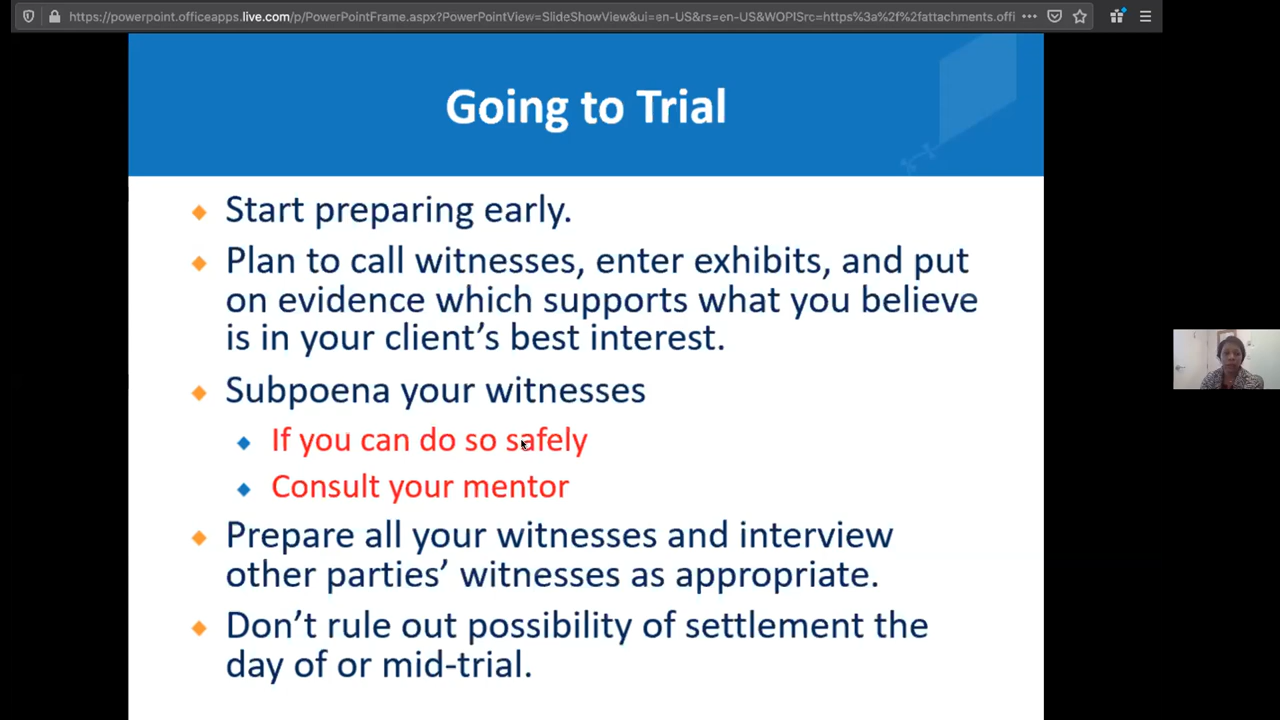 https://powerpoint.officeapps.live.com/p/PowerPointFrame.aspx?PowerPointView=SlideShowView&ui=en-US&rs=en-US&WOPISrc=https%3a%2f%2fattachments.offi
Going to Trial
Start preparing early.
Plan to call witnesses, enter exhibits, and put
on evidence which supports what you believe
is in your client’s best interest.
Subpoena your witnesses
If you can do so safely
Consult your mentor
Prepare all your witnesses and interview
other parties’ witnesses as appropriate.
Don’t rule out possibility of settlement the
day of or mid-trial.